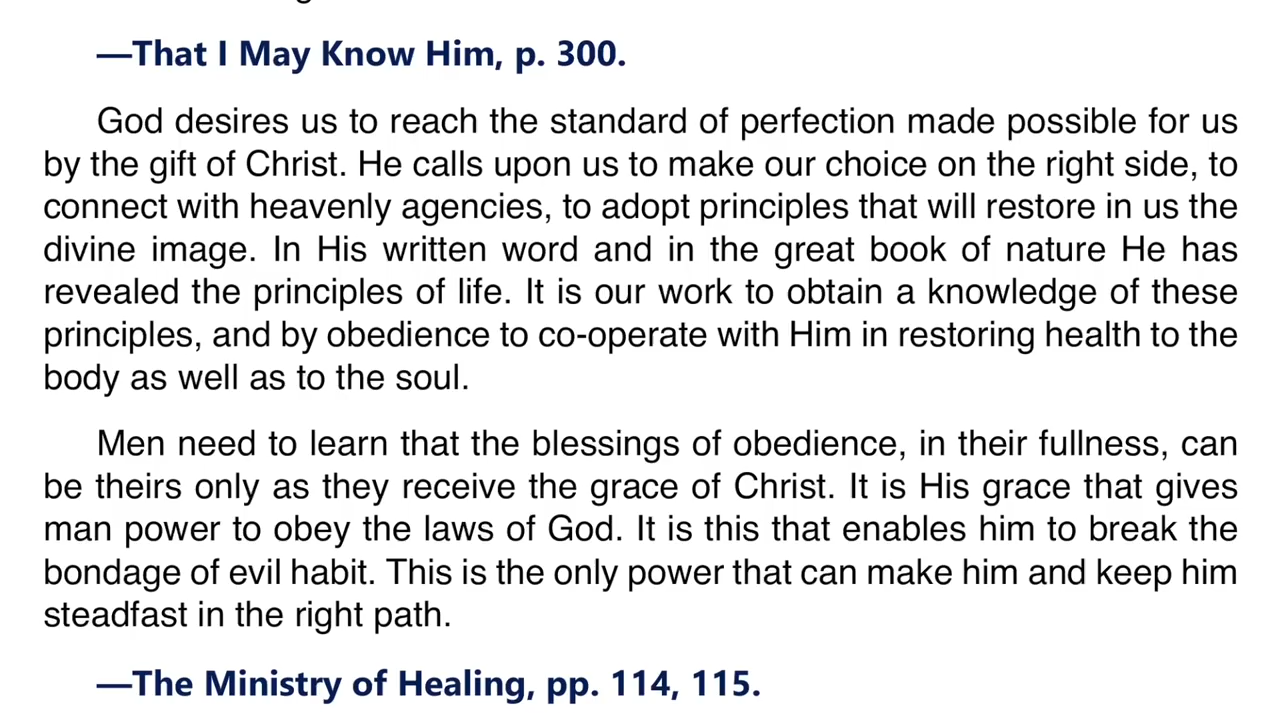 —That I May Know Him, p. 300.
God desires us to reach the standard of perfection made possible for us
by the gift of Christ. He calls upon us to make our choice on the right side, to
connect with heavenly agencies, to adopt principles that will restore in us the
divine image. In His written word and in the great book of nature He has
revealed the principles of life. It is our work to obtain a knowledge of these
principles, and by obedience to co-operate with Him in restoring health to the
body as well as to the soul.
Men need to learn that the blessings of obedience, in their fullness, can
be theirs only as they receive the grace of Christ. It is His grace that gives
man power to obey the laws of God. It is this that enables him to break the
bondage of evil habit. This is the only power that can make him and keep him
steadfast in the right path.
—The Ministry of Healing, pp. 114, 115.